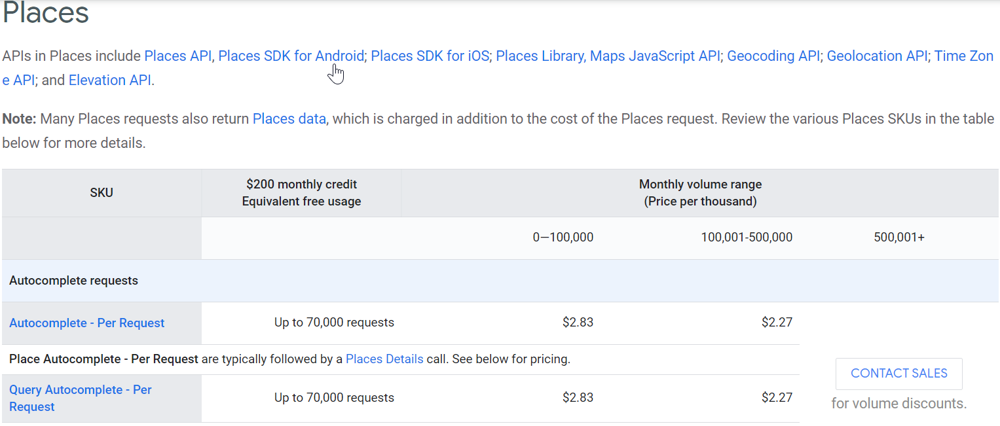 Places
APIs in Places include Places API, Places SDK for Android; Places SDK for iOS; Places Library, Maps JavaScript API; Geocoding API; Geolocation API; Time Zon
e API; and Elevation API.
Note: Many Places requests also return Places data, which is charged in addition to the cost of the Places request. Review the various Places SKUs in the table
below for more details.
SKU
$200 monthly credit
Equivalent free usage
Monthly volume range
(Price per thousand)
0—100,000
100,001-500,000
500,001+
Autocomplete requests
Autocomplete - Per Request
Up to 70,000 requests
$2.83
$2.27
Place Autocomplete - Per Request are typically followed by a Places Details call. See below for pricing.
Query Autocomplete - Per
Request
Up to 70,000 requests
$2.83
$2.27
CONTACT SALES
for volume discounts.